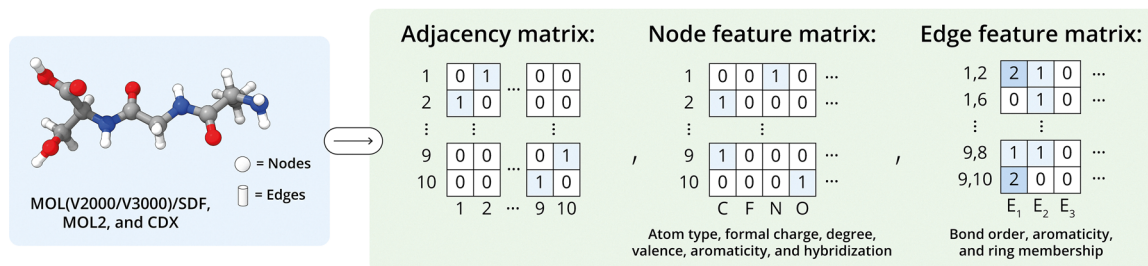 = Nodes
= Edges
MOL(V2000/V3000)/SDF,
MOL2, and CDX
Adjacency matrix:
1 0 1 ... 0 0
2 1 0 0 0
⋮ ⋮
9 0 0 0 1
10 0 0 ... 1 0
1 2 ... 9 10
,
Node feature matrix:
1 0 0 1 0 ...
2 1 0 0 0 ...
⋮ ⋮
9 1 0 0 0 ...
10 0 0 0 1 ...
C F N O
Atom type, formal charge, degree,
valence, aromaticity, and hybridization
,
Edge feature matrix:
1,2 2 1 0 ...
1,6 0 1 0 ...
⋮ ⋮
9,8 1 1 0 ...
9,10 2 0 0 ...
E₁ E₂ E₃
Bond order, aromaticity,
and ring membership